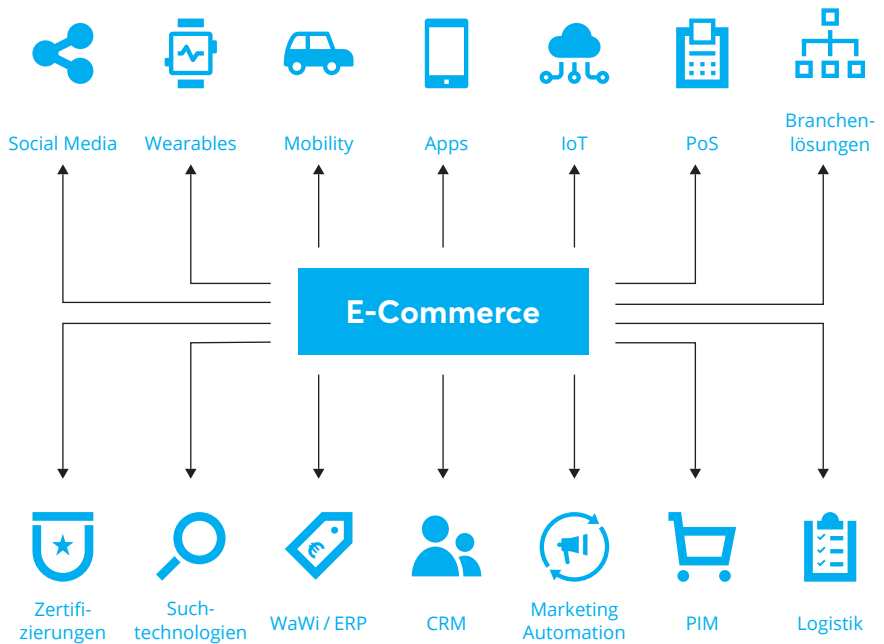 Social Media
Wearables
Mobility
Apps
IoT
PoS
Branchen-
lösungen
E-Commerce
€
Zertifi-
zierungen
Such-
technologien
WaWi / ERP
CRM
Marketing
Automation
PIM
Logistik